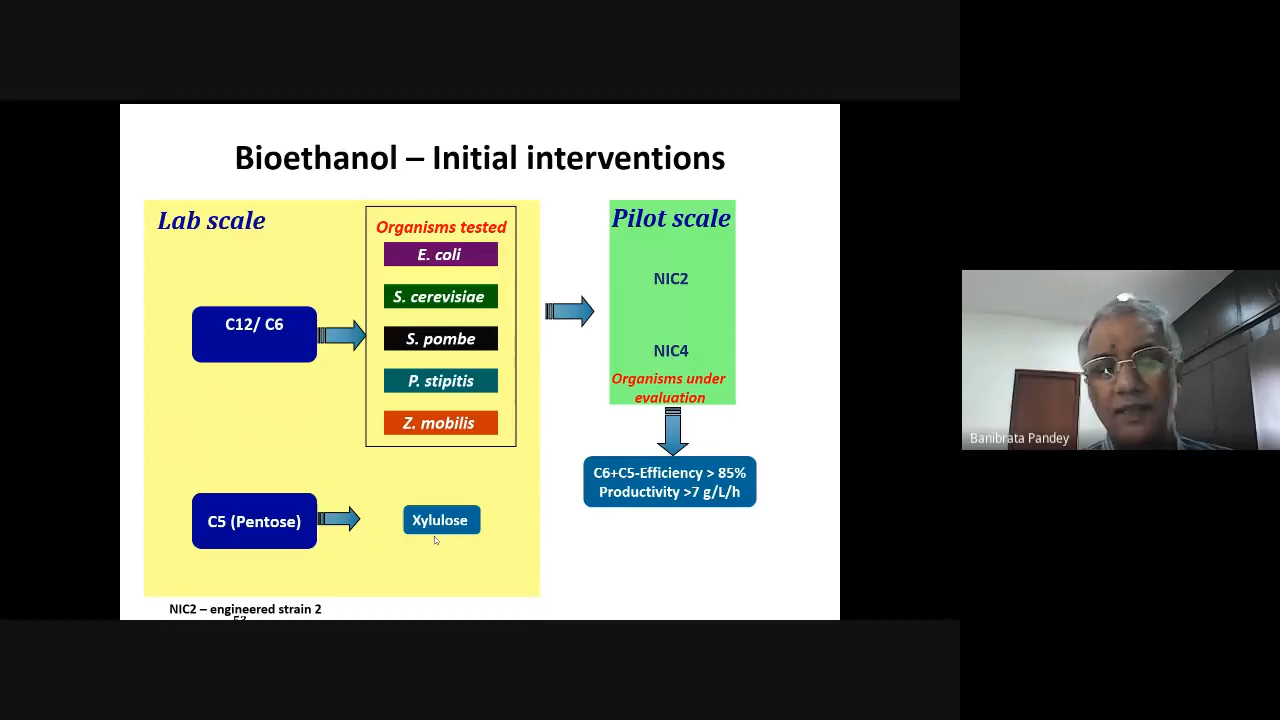 Bioethanol – Initial interventions
Lab scale
Organisms tested
E. coli
S. cerevisiae
S. pombe
P. stipitis
Z. mobilis
C12/ C6
C5 (Pentose)
Xylulose
NIC2 – engineered strain 2
53
Pilot scale
NIC2
NIC4
Organisms under
evaluation
C6+C5-Efficiency > 85%
Productivity >7 g/L/h
Banibrata Pandey